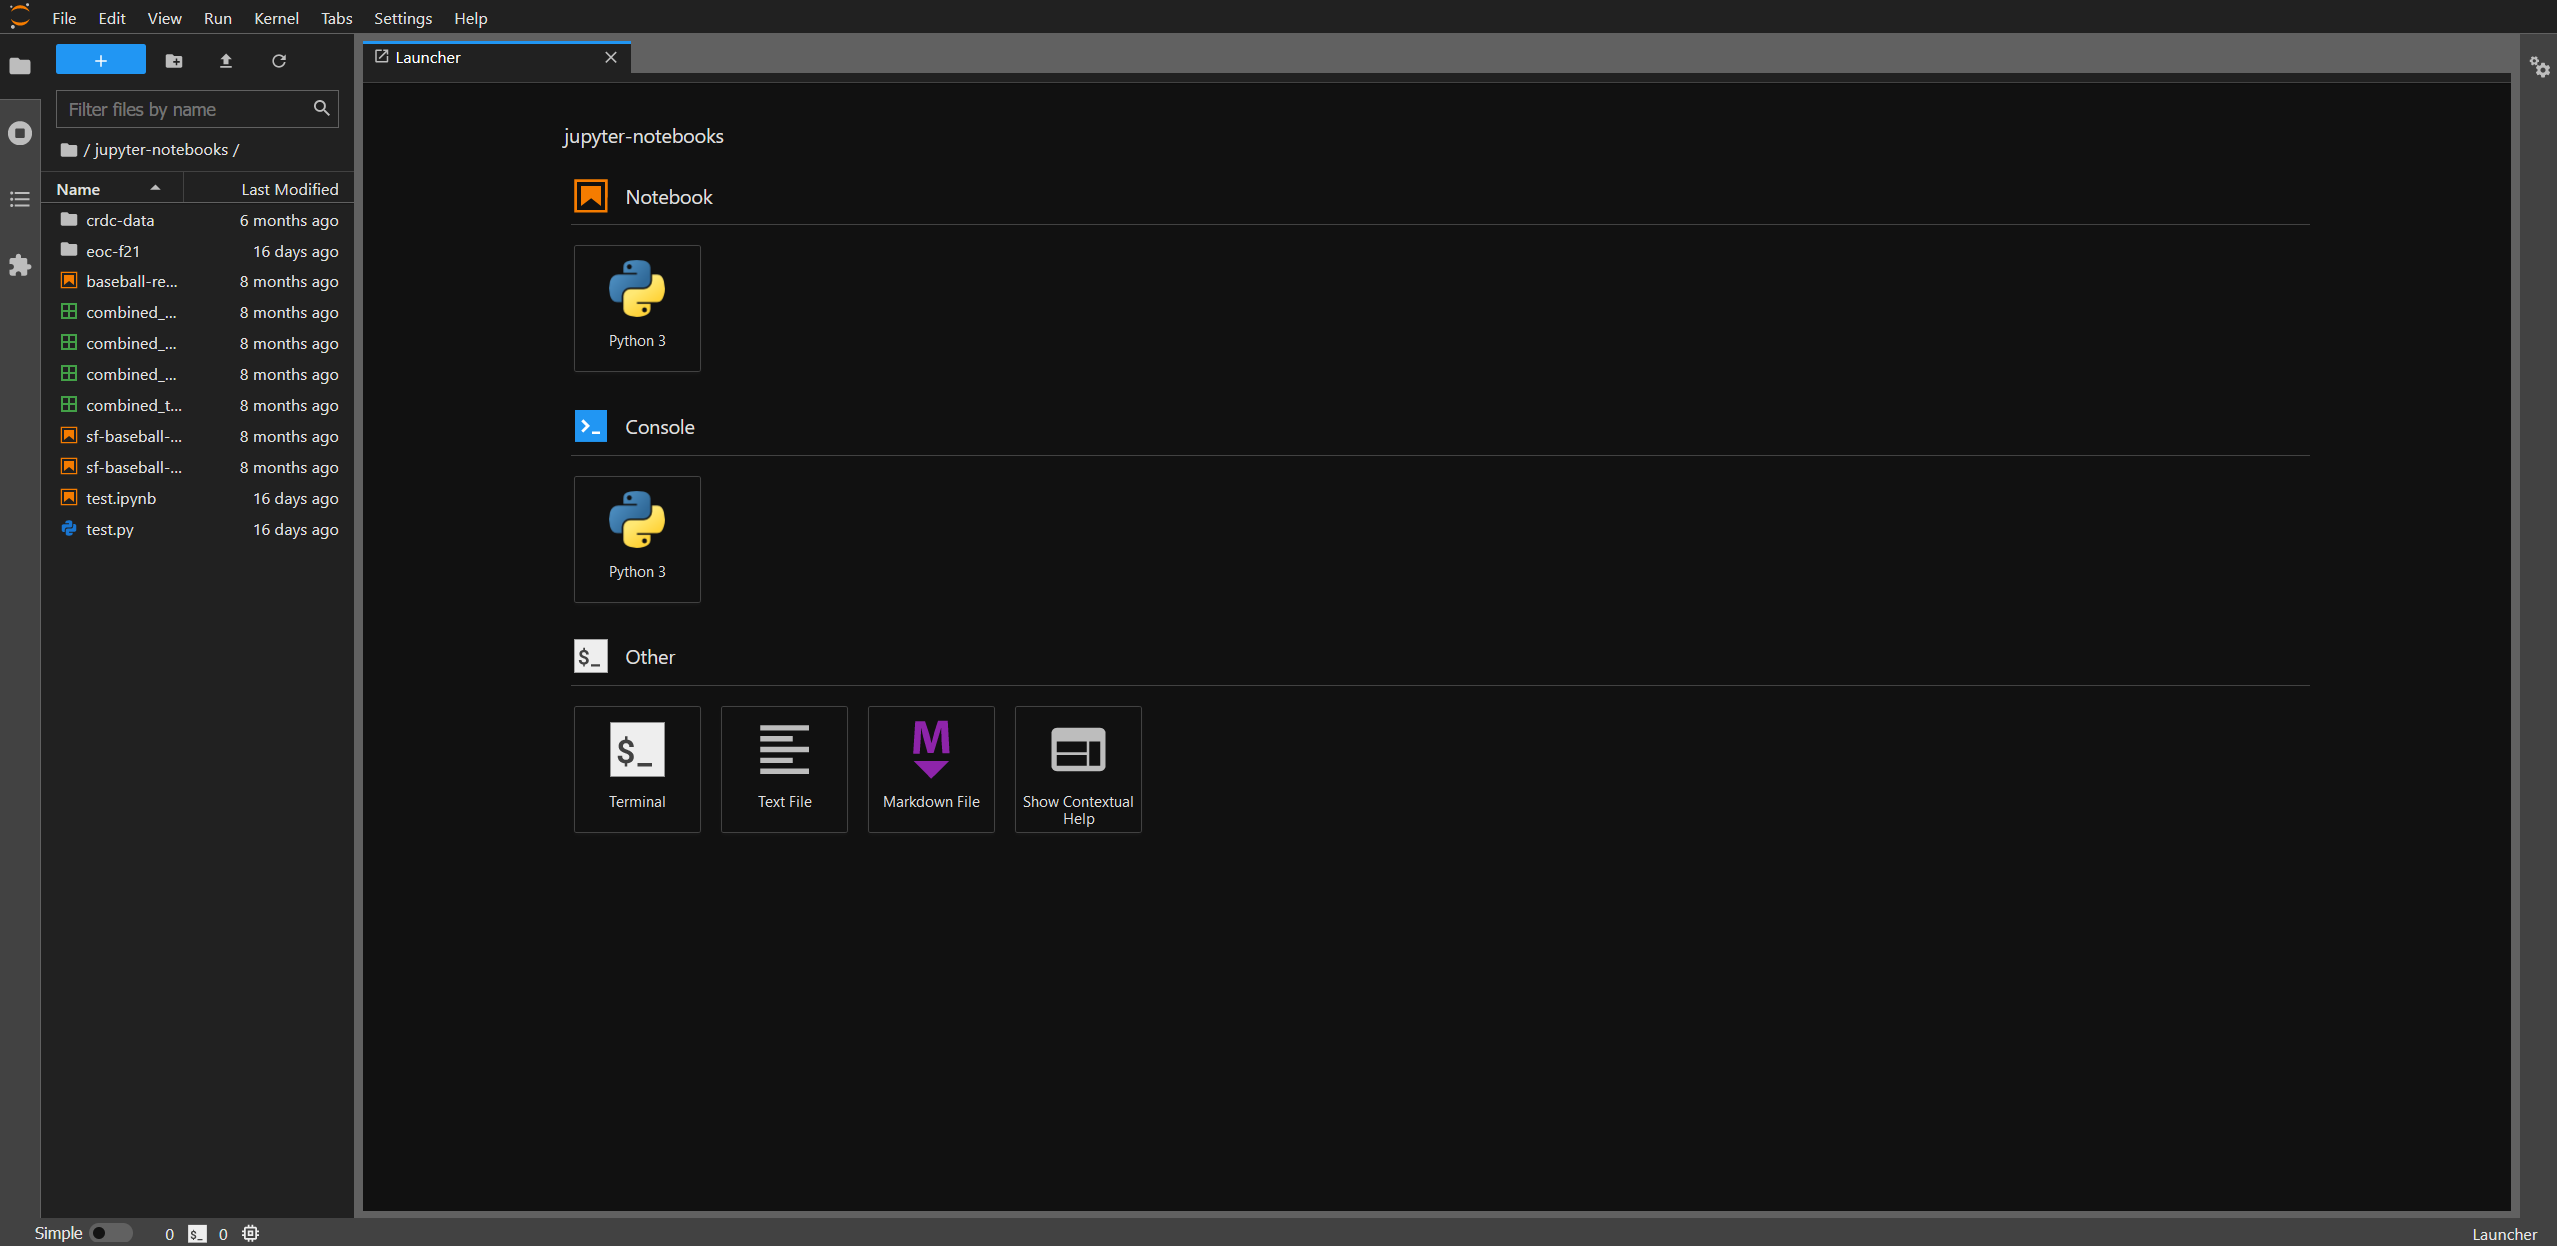 File Edit View Run Kernel Tabs Settings Help
+
Filter files by name
/ jupyter-notebooks /
Name Last Modified
crdc-data 6 months ago
eoc-f21 16 days ago
baseball-re... 8 months ago
combined_... 8 months ago
combined_... 8 months ago
combined_... 8 months ago
combined_t... 8 months ago
sf-baseball-... 8 months ago
sf-baseball-... 8 months ago
test.ipynb 16 days ago
test.py 16 days ago
Launcher
jupyter-notebooks
Notebook
Python 3
Console
Python 3
$_ Other
$_
Terminal
Text File
M
Markdown File
Show Contextual
Help
Simple 0 $_ 0
Launcher